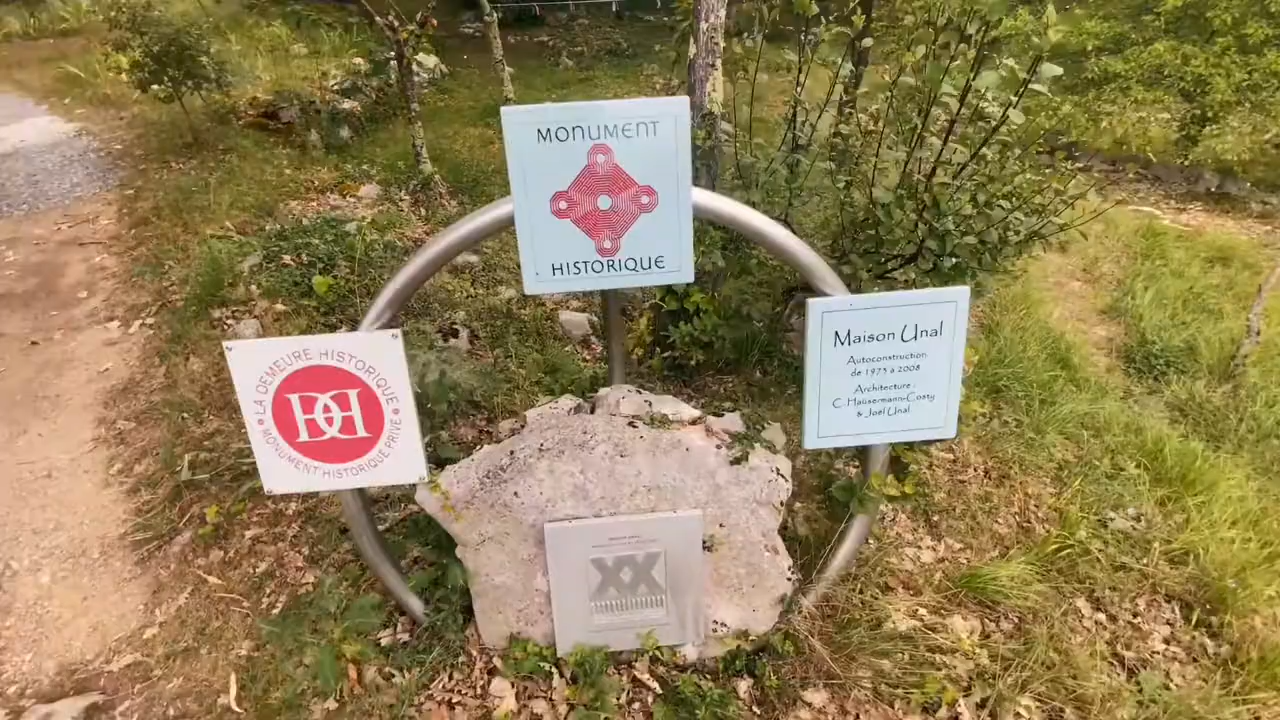 MONUMENT
HISTORIQUE
LA DEMEURE HISTORIQUE
DH
MONUMENT HISTORIQUE PRIVÉ
Maison Unal
Autoconstruction
de 1973 à 2008
Architecture :
C. Haüsermann-Costy
& Joël Unal
XX